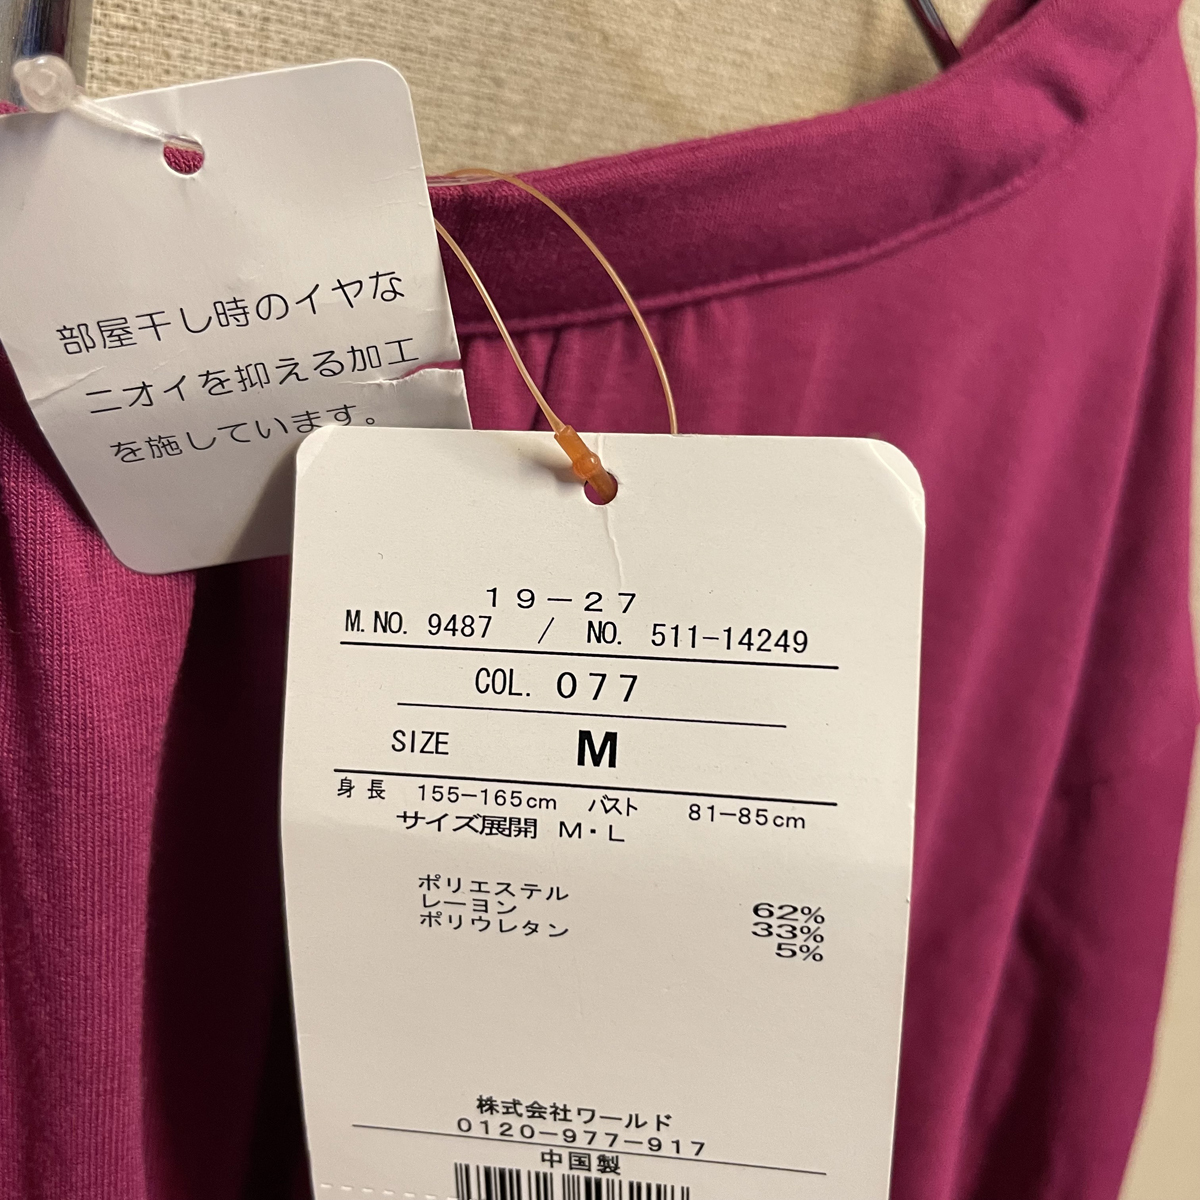 部屋干し時のイヤな
ニオイを抑える加工
を施しています。
19-27
M.NO. 9487 / NO. 511-14249
COL. 077
SIZE M
身長 155-165cm バスト 81-85cm
サイズ展開 M・L
ポリエステル 62%
レーヨン 33%
ポリウレタン 5%
株式会社ワールド
0120-977-917
中国製